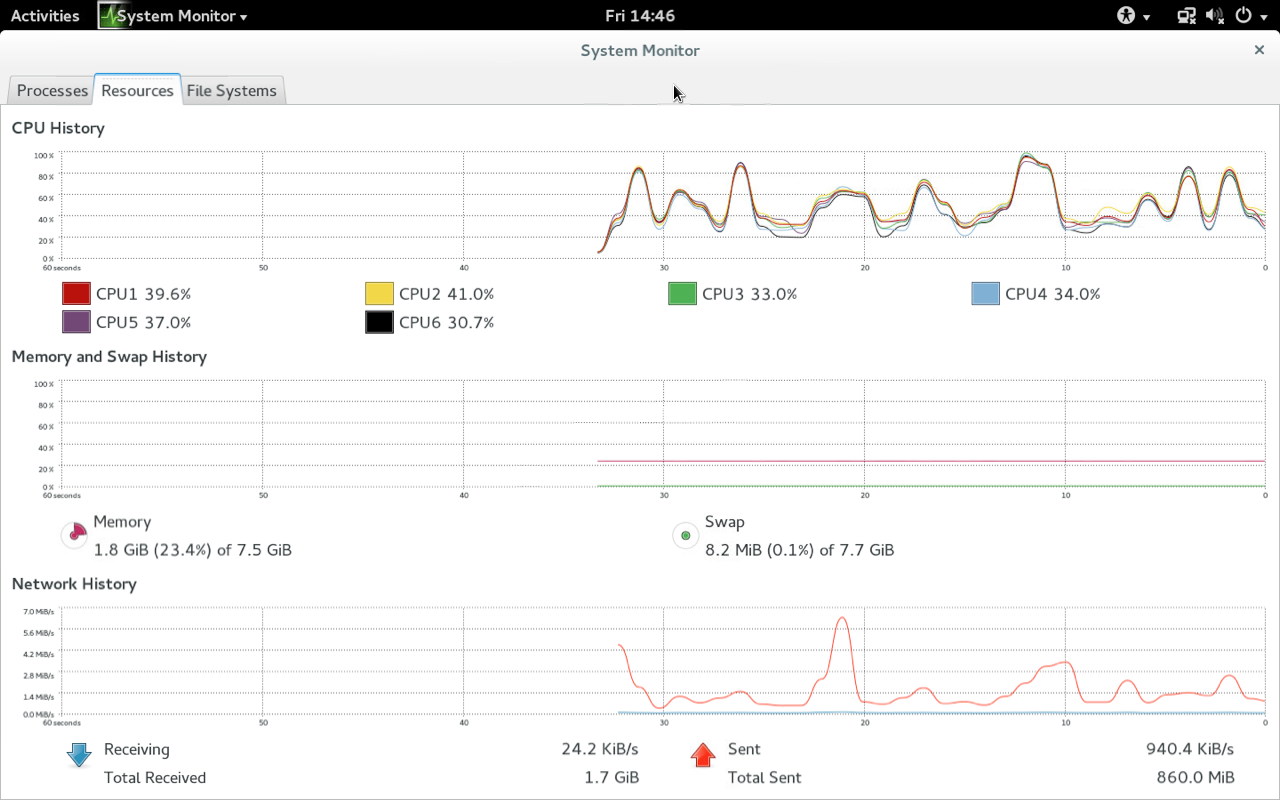 Activities System Monitor Fri 14:46
System Monitor
Processes Resources File Systems
CPU History
100 %
80 %
60 %
40 %
20 %
0 %
60 seconds 50 40 30 20 10 0
CPU1 39.6% CPU2 41.0% CPU3 33.0% CPU4 34.0%
CPU5 37.0% CPU6 30.7%
Memory and Swap History
100 %
80 %
60 %
40 %
20 %
0 %
60 seconds 50 40 30 20 10 0
Memory Swap
1.8 GiB (23.4%) of 7.5 GiB 8.2 MiB (0.1%) of 7.7 GiB
Network History
7.0 MiB/s
5.6 MiB/s
4.2 MiB/s
2.8 MiB/s
1.4 MiB/s
0.0 MiB/s
60 seconds 50 40 30 20 10 0
Receiving 24.2 KiB/s Sent 940.4 KiB/s
Total Received 1.7 GiB Total Sent 860.0 MiB